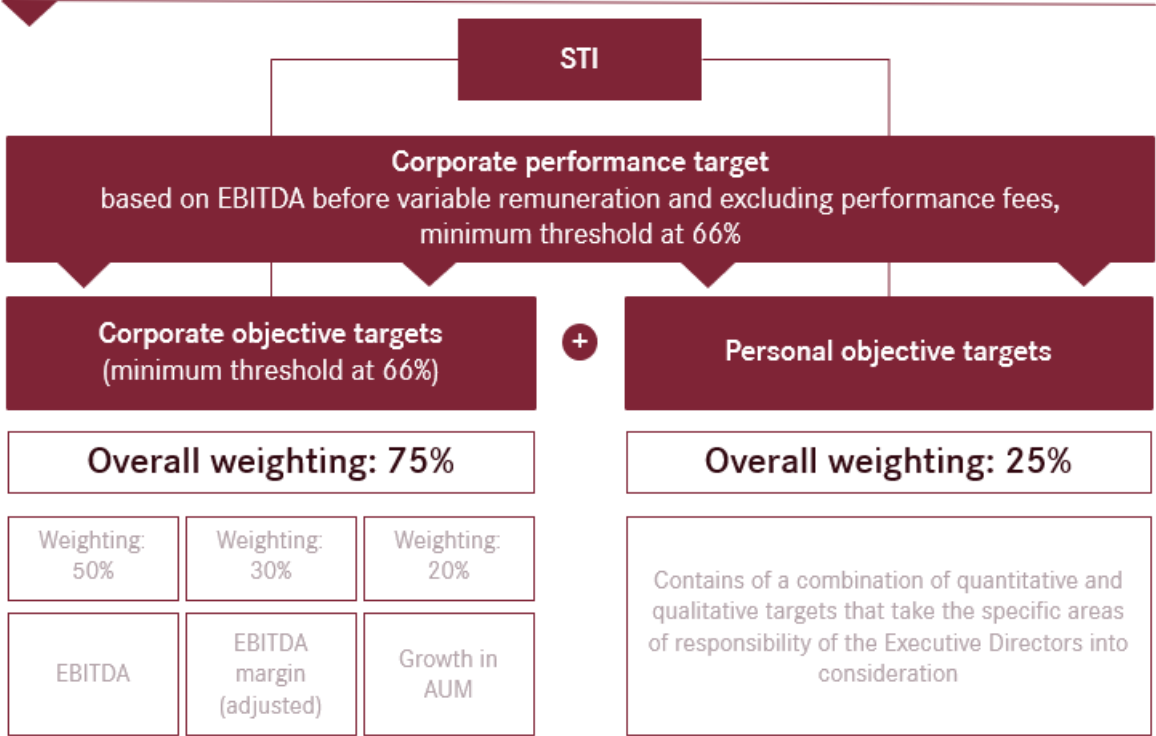 STI
Corporate performance target
based on EBITDA before variable remuneration and excluding performance fees,
minimum threshold at 66%
Corporate objective targets
(minimum threshold at 66%)
+
Personal objective targets
Overall weighting: 75%
Overall weighting: 25%
Weighting:
50%
Weighting:
30%
Weighting:
20%
EBITDA
EBITDA
margin
(adjusted)
Growth in
AUM
Contains of a combination of quantitative and
qualitative targets that take the specific areas
of responsibility of the Executive Directors into
consideration